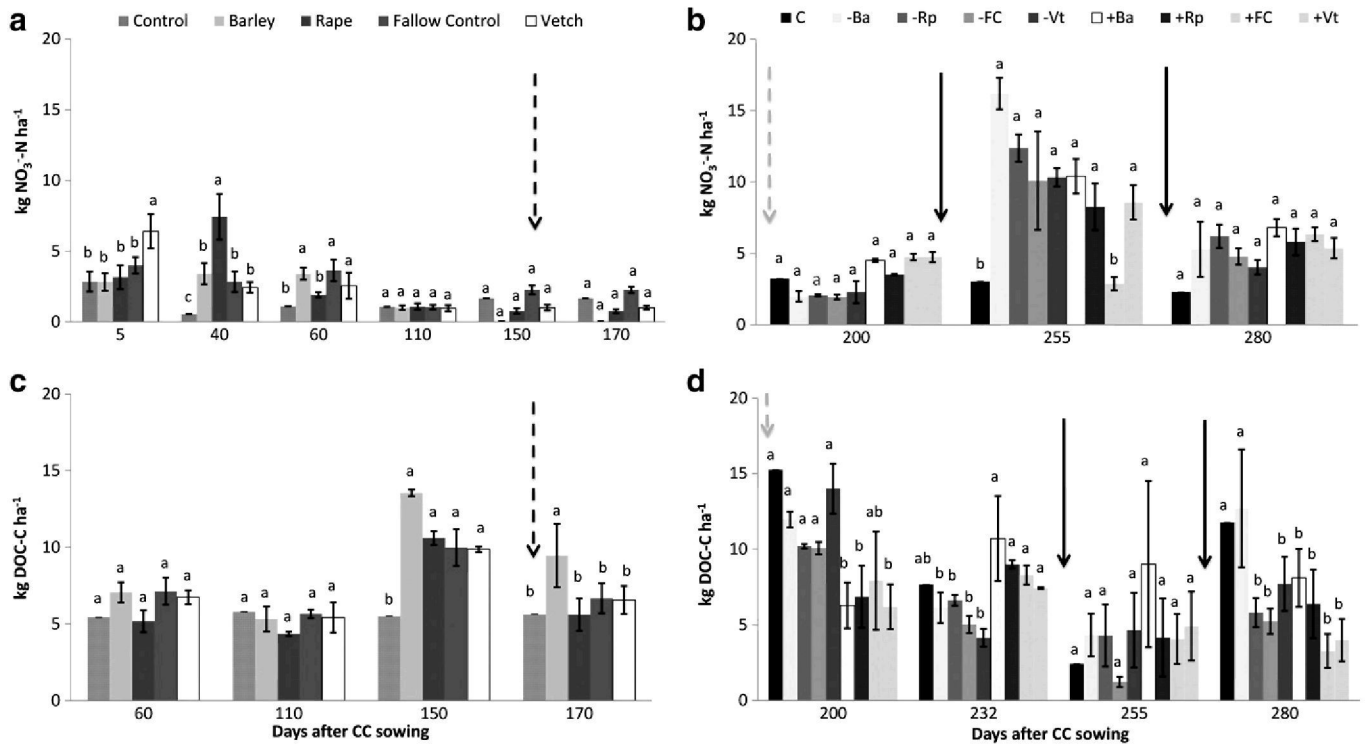 a Control Barley Rape Fallow Control Vetch
kg NO₃⁻-N ha⁻¹
20
15
10
5
0
b b b b a
c b a b b
b a b a a
a a a a a
a a a a a
a a a a a
5 40 60 110 150 170
b C -Ba -Rp -FC -Vt +Ba +Rp +FC +Vt
kg NO₃⁻-N ha⁻¹
20
15
10
5
0
a a a a a a a a a
b a a a a a a b a
a a a a a a a a a
200 255 280
c
kg DOC-C ha⁻¹
20
15
10
5
0
a a a a a
a a a a a
b a a a a
b a b b b
60 110 150 170
Days after CC sowing
d
kg DOC-C ha⁻¹
20
15
10
5
0
a a a a a b b ab b
ab b b b b a a a a
a a a a a a a a a
a a b b b b b b b
200 232 255 280
Days after CC sowing